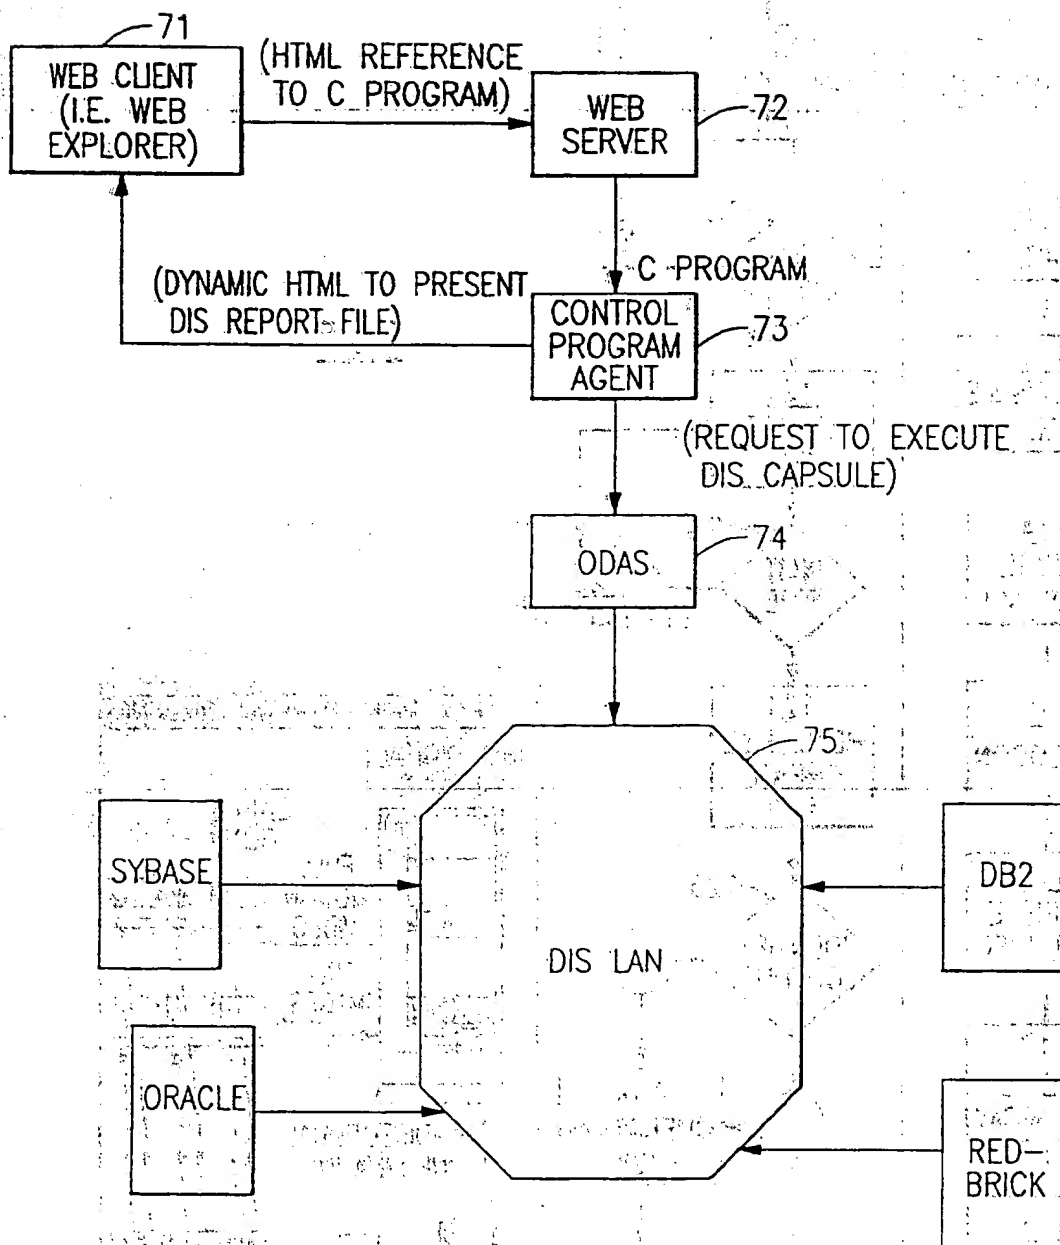 71
WEB CLIENT
(I.E. WEB
EXPLORER)
(HTML REFERENCE
TO C PROGRAM)
WEB
SERVER
72
C PROGRAM
(DYNAMIC HTML TO PRESENT
DIS REPORT FILE)
CONTROL
PROGRAM
AGENT
73
(REQUEST TO EXECUTE
DIS CAPSULE)
ODAS
74
75
SYBASE
DB2
DIS LAN
ORACLE
RED-
BRICK